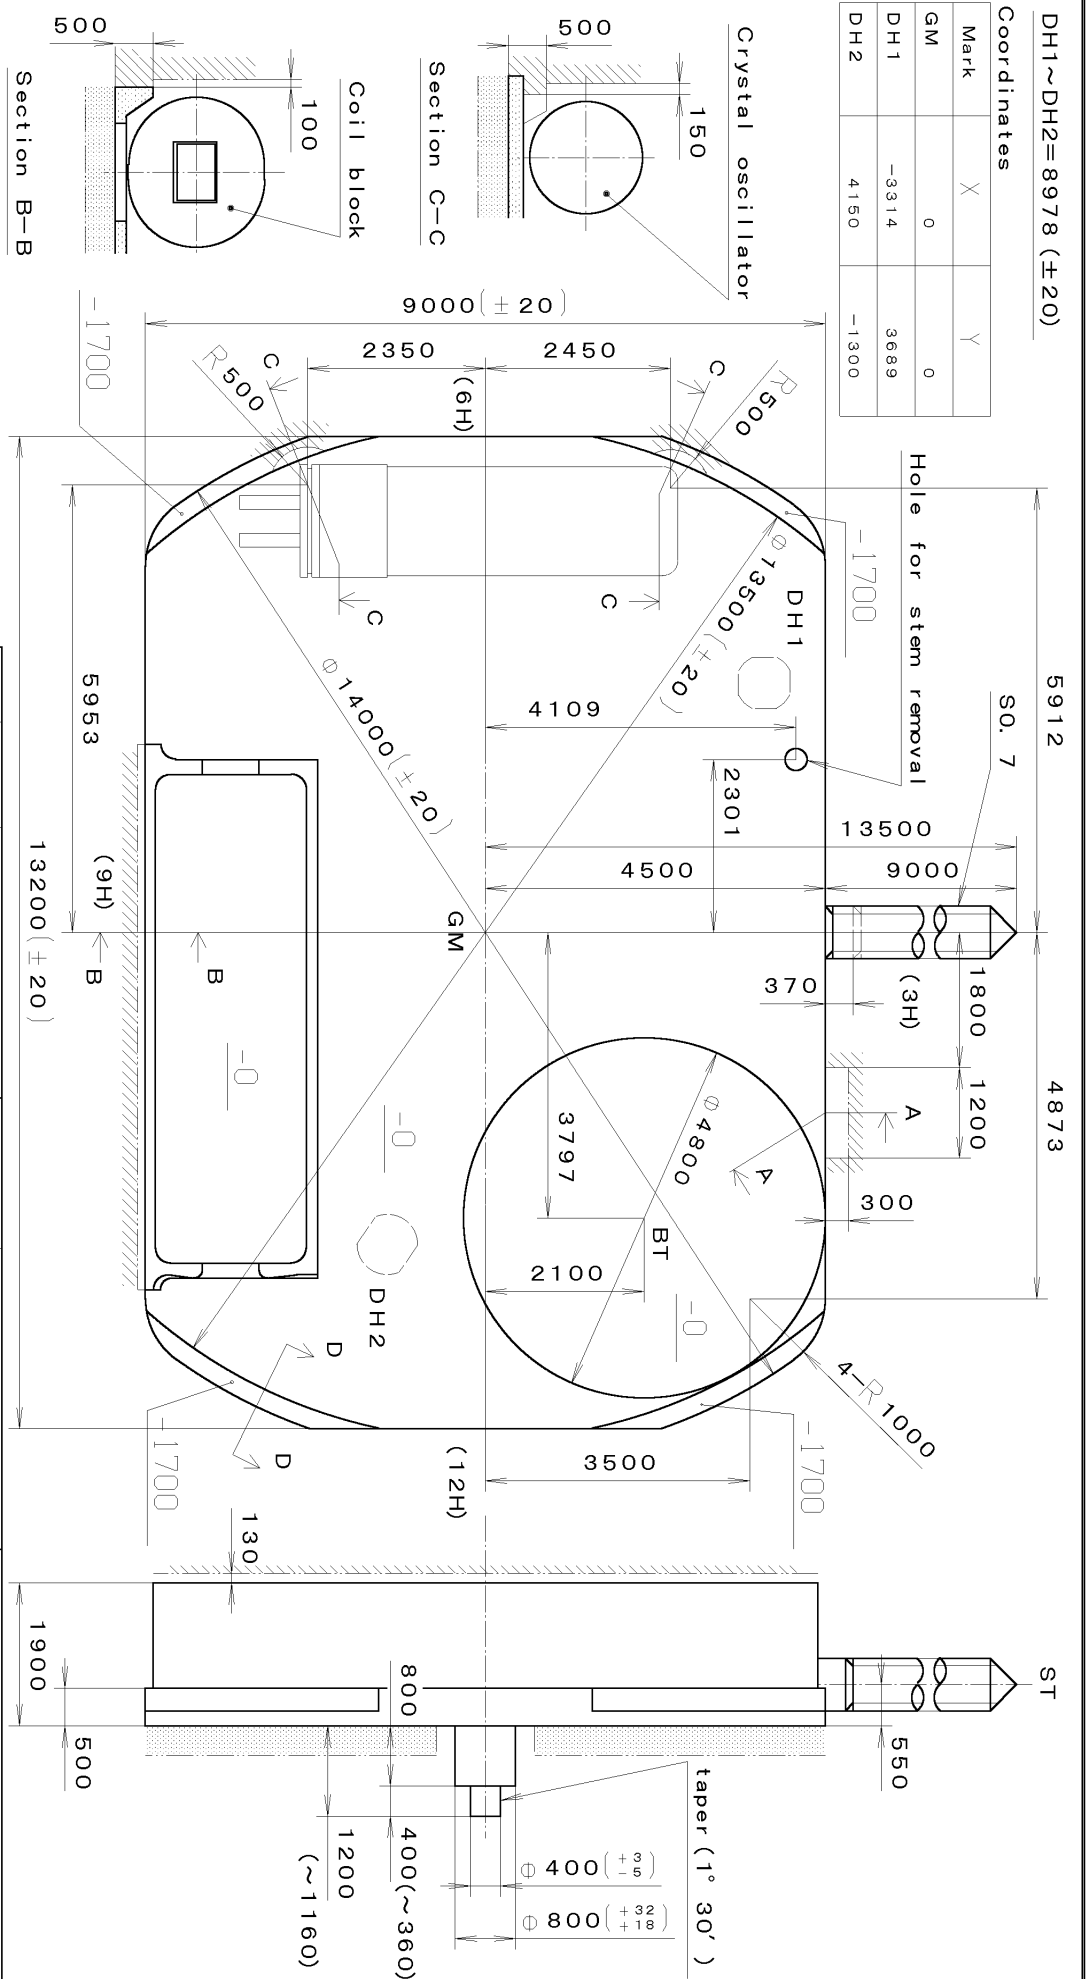 DH1~DH2=8978 (±20)
Coordinates
Mark X Y
GM 0 0
DH1 -3314 3689
DH2 4150 -1300
Crystal oscillator
500
150
Section C-C
Coil block
500
100
Section B-B
9000(±20)
2350
2450
(6H)
C
C
R500
R500
-1700
-1700
C
C
Hole for stem removal
5912
SO. 7
13500
9000
4500
4109
2301
DH1
φ13500(±20)
φ14000(±20)
5953
13200(±20)
(9H)
B
B
GM
370
(3H)
1800
1200
4873
A
A
300
φ4800
3797
BT
2100
-0
-0
-0
DH2
D
D
4-R1000
3500
(12H)
-1700
-1700
130
1900
500
ST
550
800
400(~360)
1200
(~1160)
taper (1° 30′ )
φ400(+3 -5)
φ800(+32 +18)